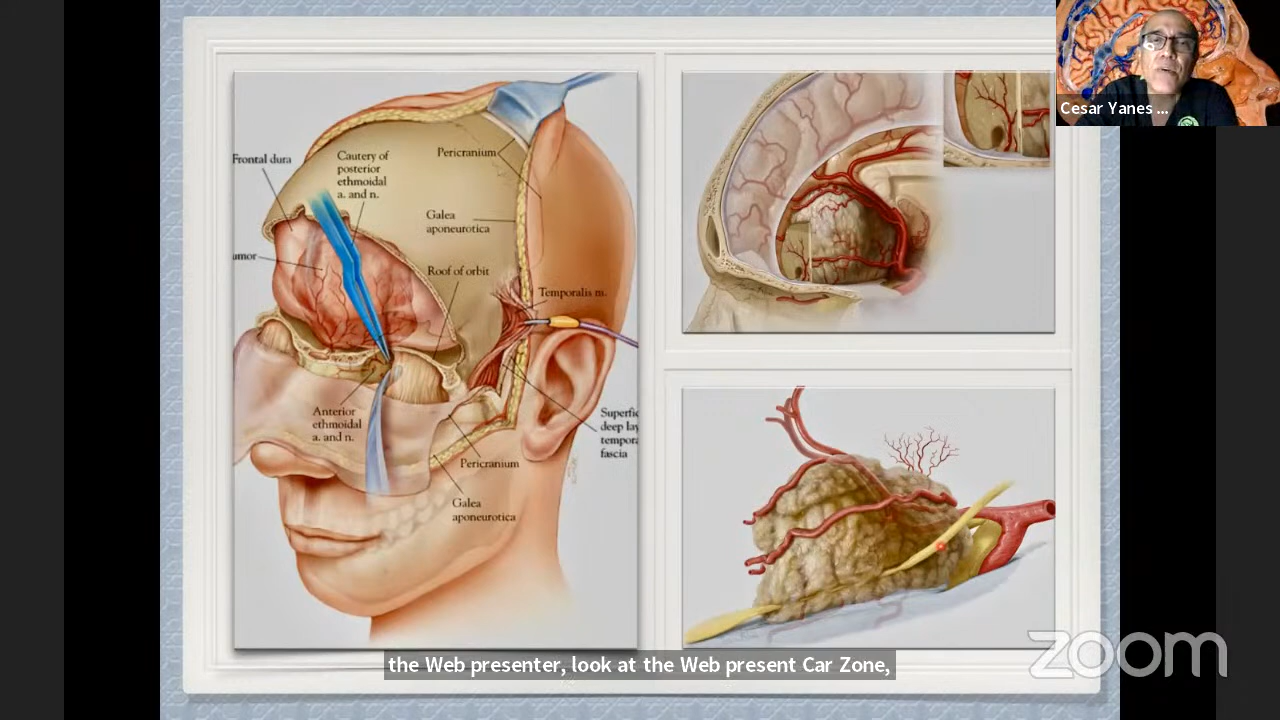 Cesar Yanes ...
Frontal dura
Cautery of
posterior
ethmoidal
a. and n.
Pericranium
Galea
aponeurotica
umor
Roof of orbit
Temporalis m.
Anterior
ethmoidal
a. and n.
Superfic
deep lay
tempora
fascia
Pericranium
Galea
aponeurotica
the Web presenter, look at the Web present Car Zone,
zoom